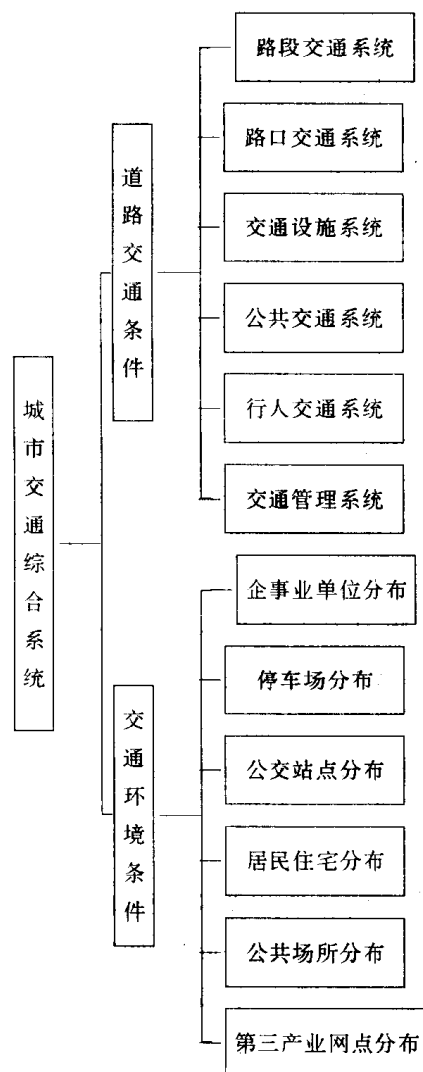 城市交通综合系统
道路交通条件
路段交通系统
路口交通系统
交通设施系统
公共交通系统
行人交通系统
交通管理系统
交通环境条件
企事业单位分布
停车场分布
公交站点分布
居民住宅分布
公共场所分布
第三产业网点分布